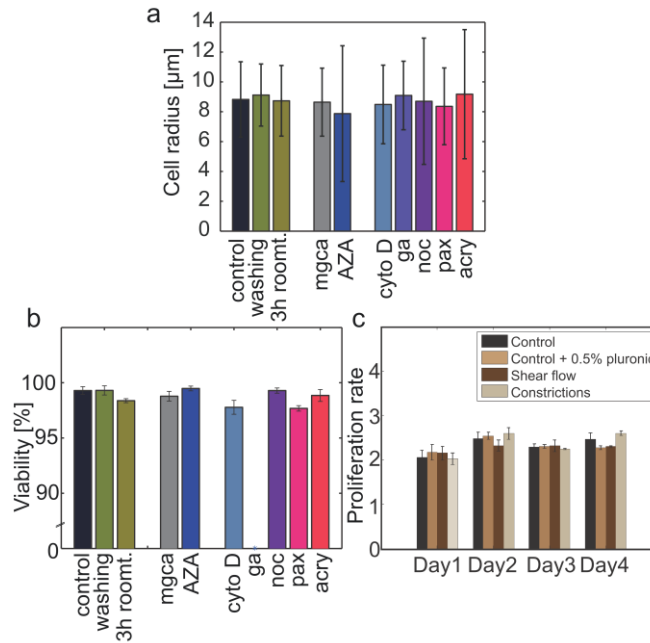 a
Cell radius [μm]
14
12
10
8
6
4
2
0
control
washing
3h roomt.
mgca
AZA
cyto D
ga
noc
pax
acry
b
Viability [%]
100
95
90
0
control
washing
3h roomt.
mgca
AZA
cyto D
ga
noc
pax
acry
c
Proliferation rate
4
3
2
1
0
Control
Control + 0.5% pluronic
Shear flow
Constrictions
Day1 Day2 Day3 Day4